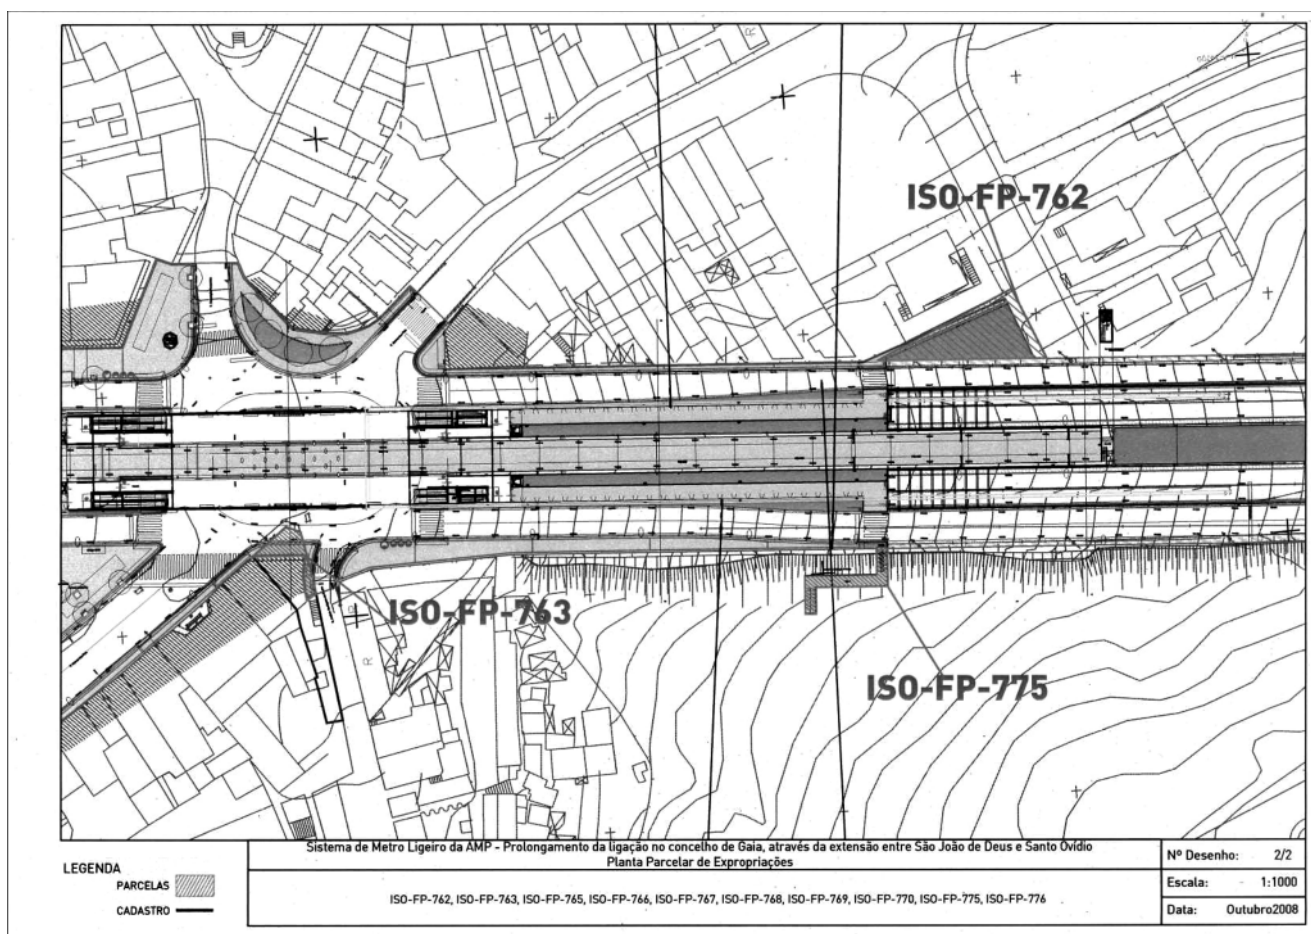 ISO-FP-762
ISO-FP-763
ISO-FP-775
LEGENDA
PARCELAS
CADASTRO
Sistema de Metro Ligeiro da AMP - Prolongamento da ligação no concelho de Gaia, através da extensão entre São João de Deus e Santo Ovídio
Planta Parcelar de Expropriações
ISO-FP-762, ISO-FP-763, ISO-FP-765, ISO-FP-766, ISO-FP-767, ISO-FP-768, ISO-FP-769, ISO-FP-770, ISO-FP-775, ISO-FP-776
Nº Desenho: 2/2
Escala: 1:1000
Data: Outubro2008